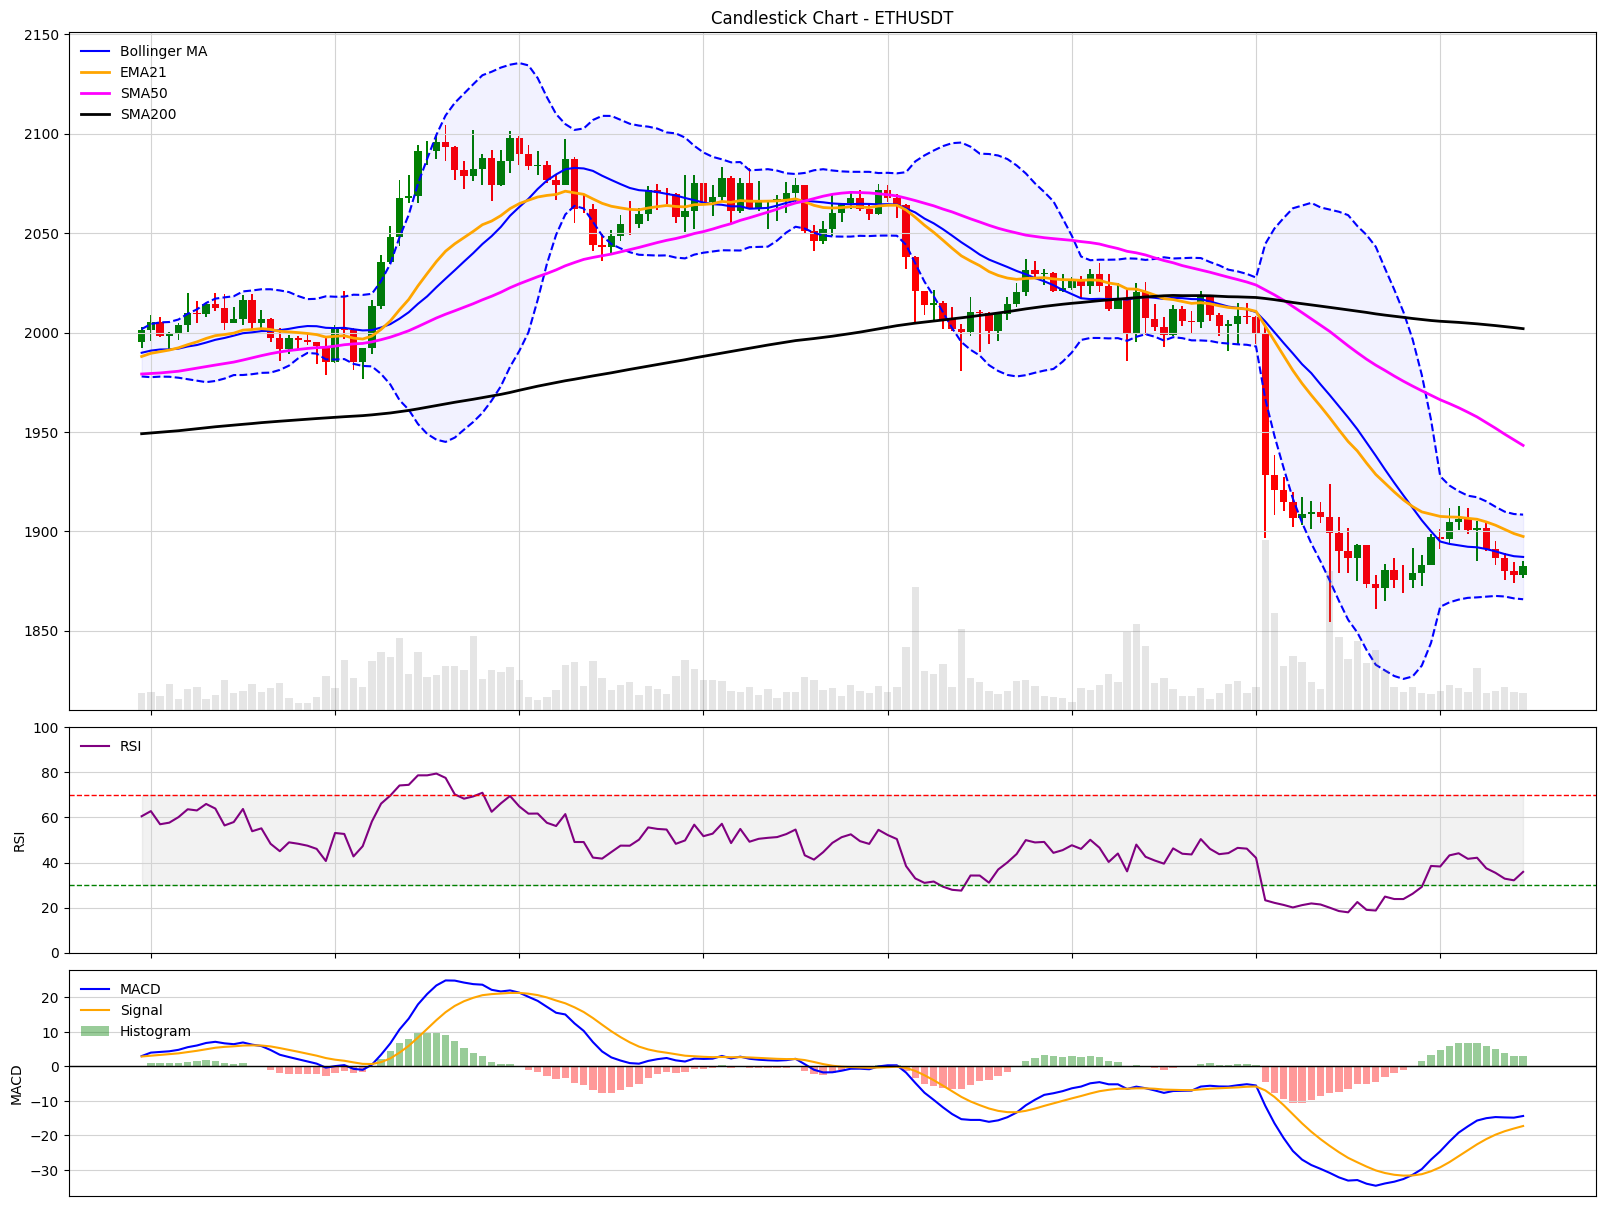 Candlestick Chart - ETHUSDT
2150
2100
2050
2000
1950
1900
1850
Bollinger MA
EMA21
SMA50
SMA200
100
80
60
40
20
0
RSI
RSI
20
10
0
−10
−20
−30
MACD
MACD
Signal
Histogram